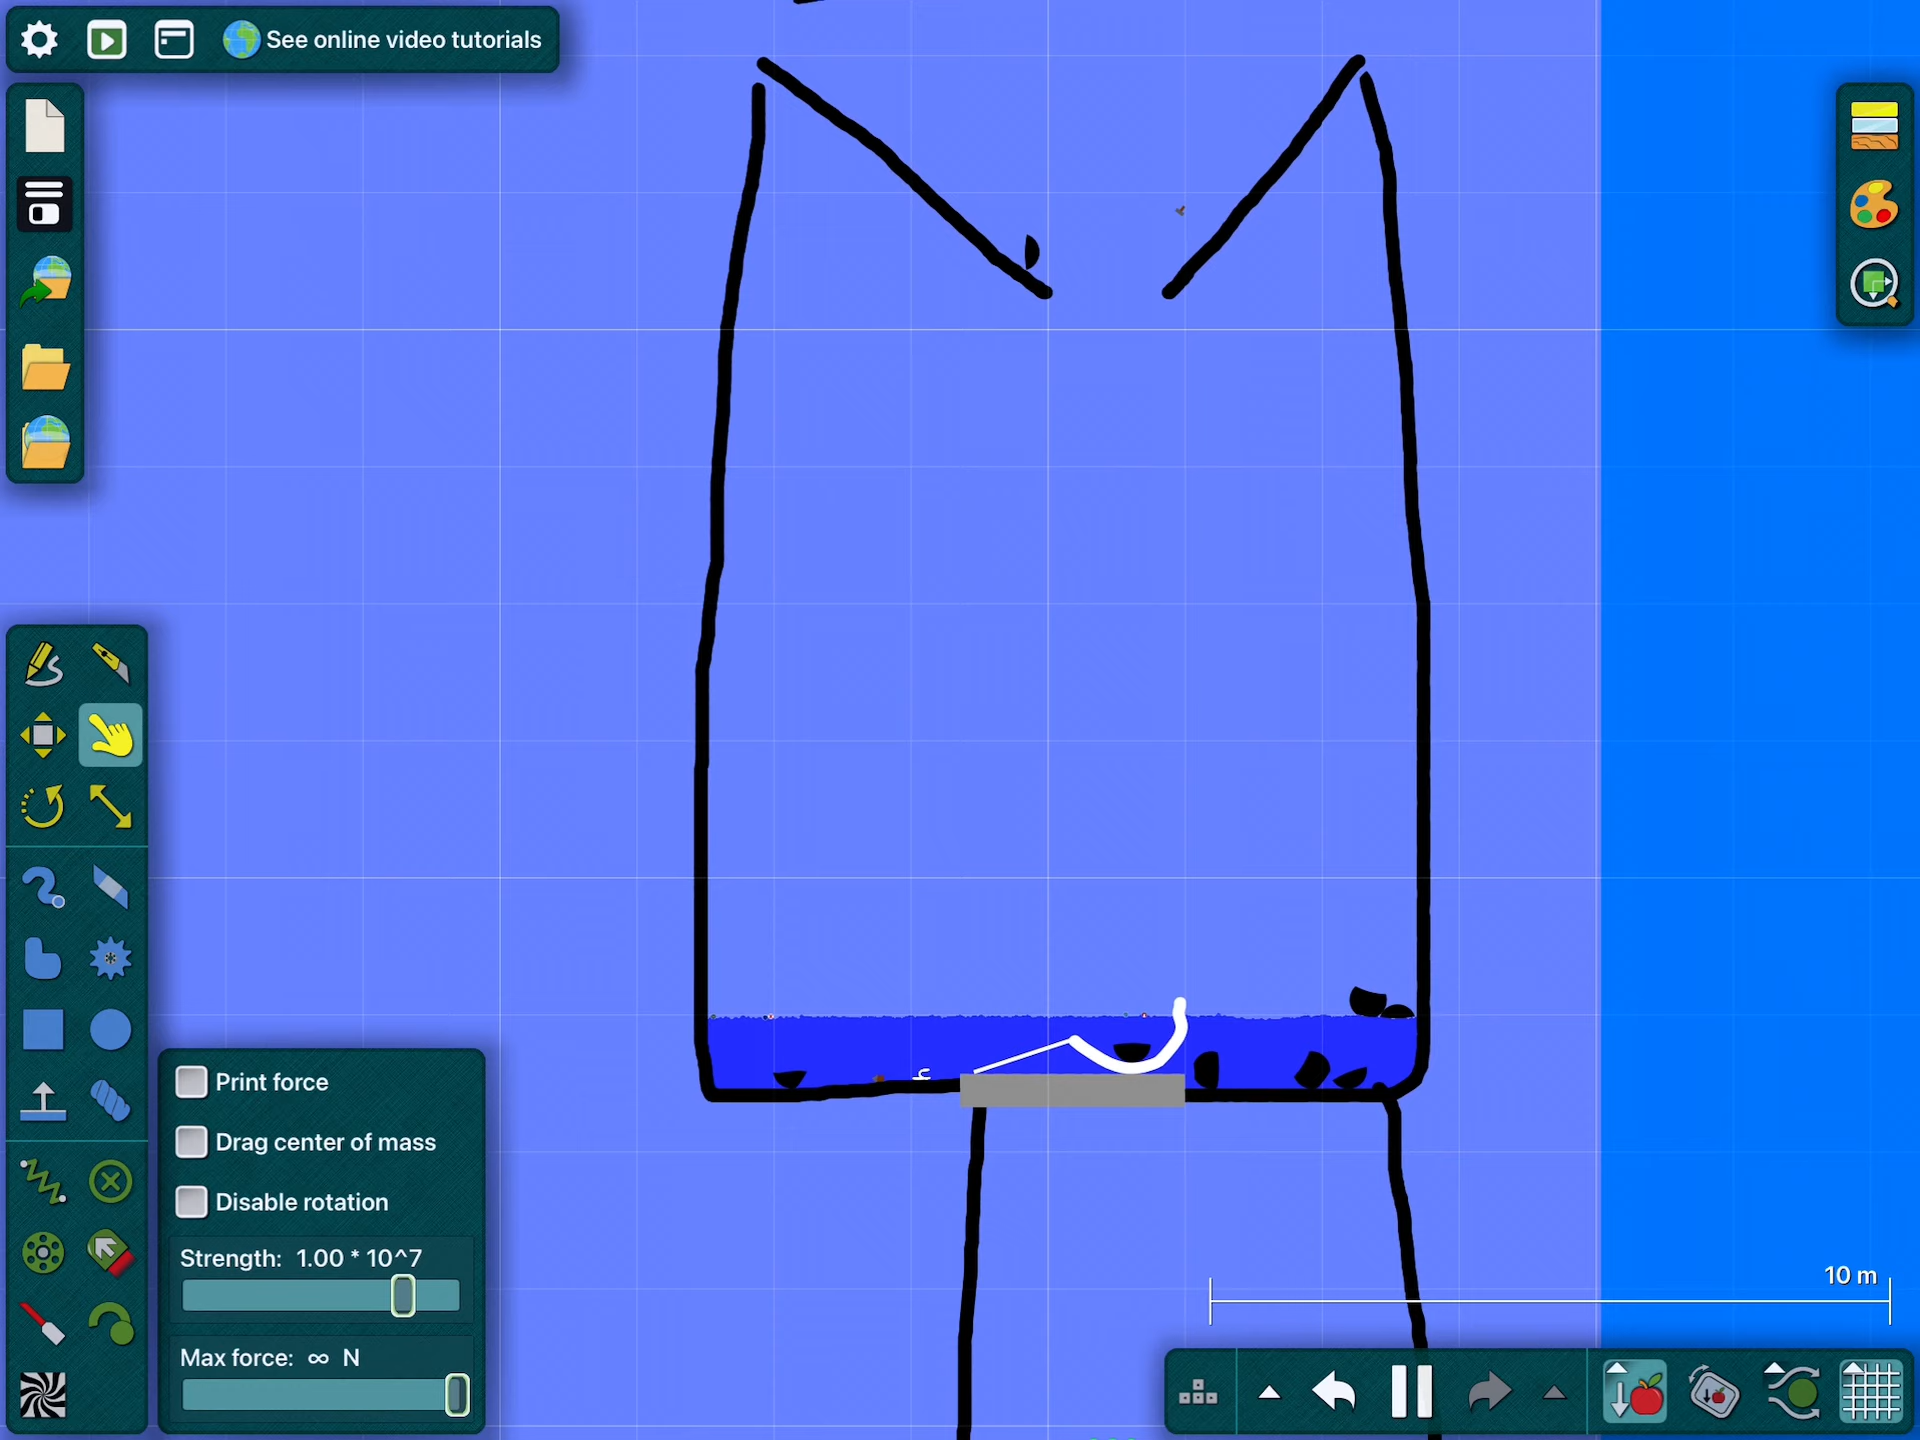 See online video tutorials
Print force
Drag center of mass
Disable rotation
Strength: 1.00 * 10^7
Max force: ∞ N
10 m